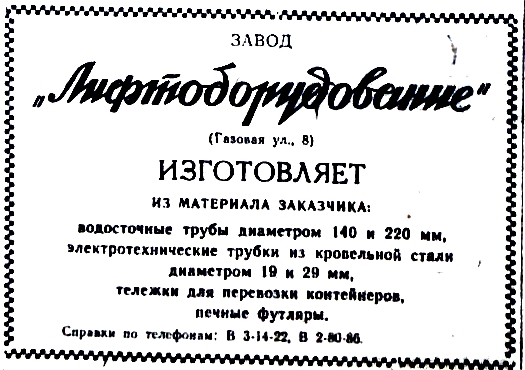 ЗАВОД
„Лифтоборудование"
(Газовая ул., 8)
ИЗГОТОВЛЯЕТ
ИЗ МАТЕРИАЛА ЗАКАЗЧИКА:
водосточные трубы диаметром 140 и 220 мм,
электротехнические трубки из кровельной стали
диаметром 19 и 29 мм,
тележки для перевозки контейнеров,
печные футляры.
Справки по телефонам: В 3-14-22, В 2-80-86.